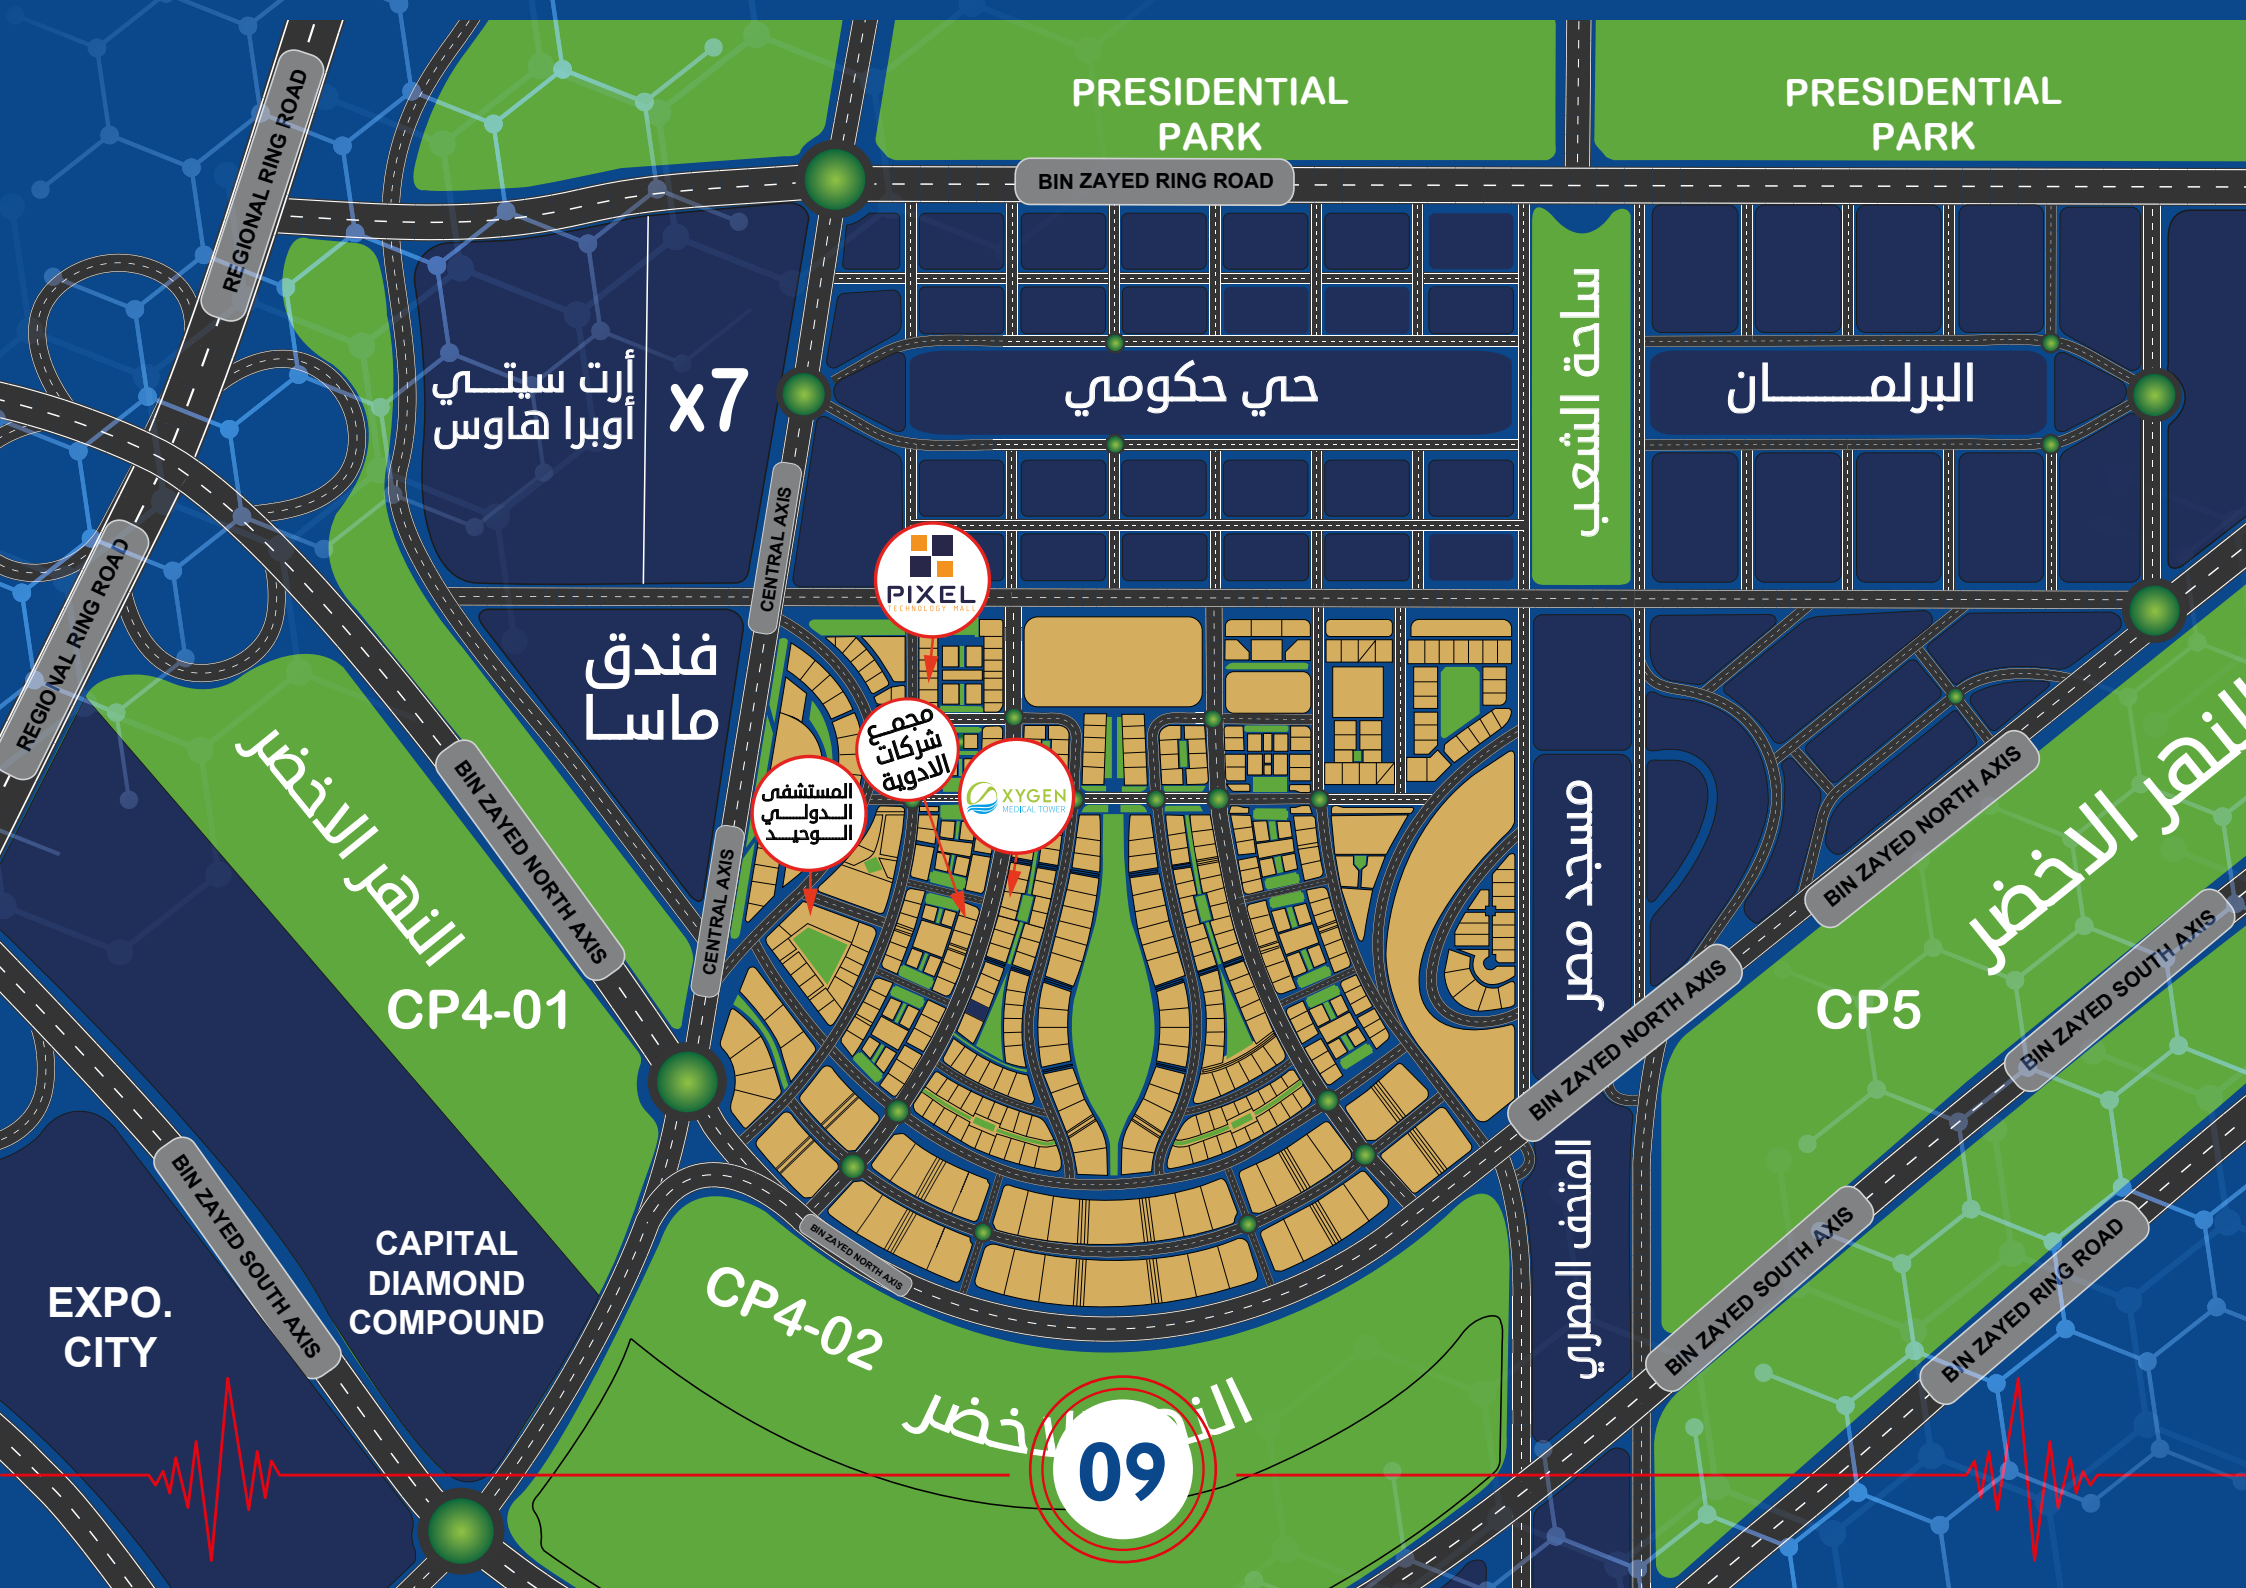 PRESIDENTIAL
PARK
PRESIDENTIAL
PARK
REGIONAL RING ROAD
BIN ZAYED RING ROAD
أرت سيتي
أوبرا هاوس
x7
حي حكومي
ساحة الشعب
البرلمان
CENTRAL AXIS
PIXEL
TECHNOLOGY MALL
REGIONAL RING ROAD
فندق
ماسا
مجمع
شركات
الادوية
المستشفى
الدولي
الوحيد
OXYGEN
MEDICAL TOWER
النهر الاخضر
BIN ZAYED NORTH AXIS
CENTRAL AXIS
مسجد مصر
BIN ZAYED NORTH AXIS
النهر الاخضر
CP4-01
BIN ZAYED NORTH AXIS
CP5
BIN ZAYED SOUTH AXIS
BIN ZAYED SOUTH AXIS
CAPITAL
DIAMOND
COMPOUND
EXPO.
CITY
BIN ZAYED NORTH AXIS
CP4-02
المتحف المصري
BIN ZAYED SOUTH AXIS
BIN ZAYED RING ROAD
09